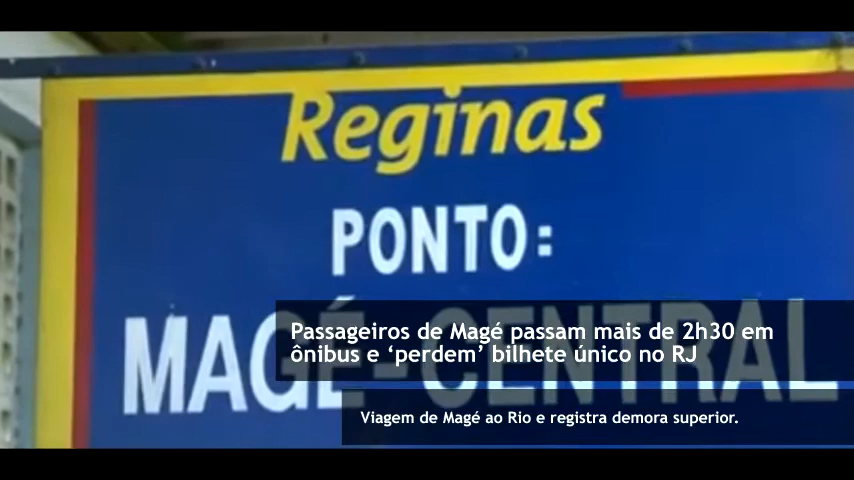 Reginas
PONTO:
MAGÉ-CENTRAL
Passageiros de Magé passam mais de 2h30 em
ônibus e ‘perdem’ bilhete único no RJ
Viagem de Magé ao Rio e registra demora superior.